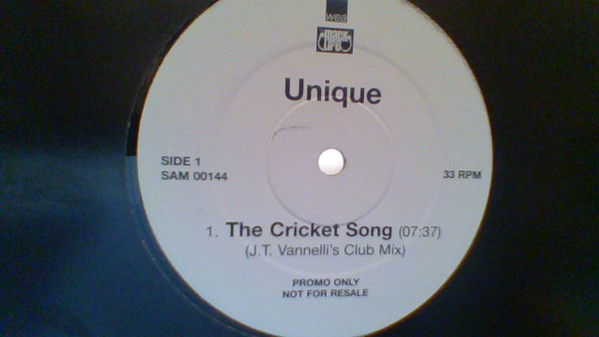 wea
Unique
SIDE 1
SAM 00144
33 RPM
1. The Cricket Song (07:37)
(J.T. Vannelli's Club Mix)
PROMO ONLY
NOT FOR RESALE